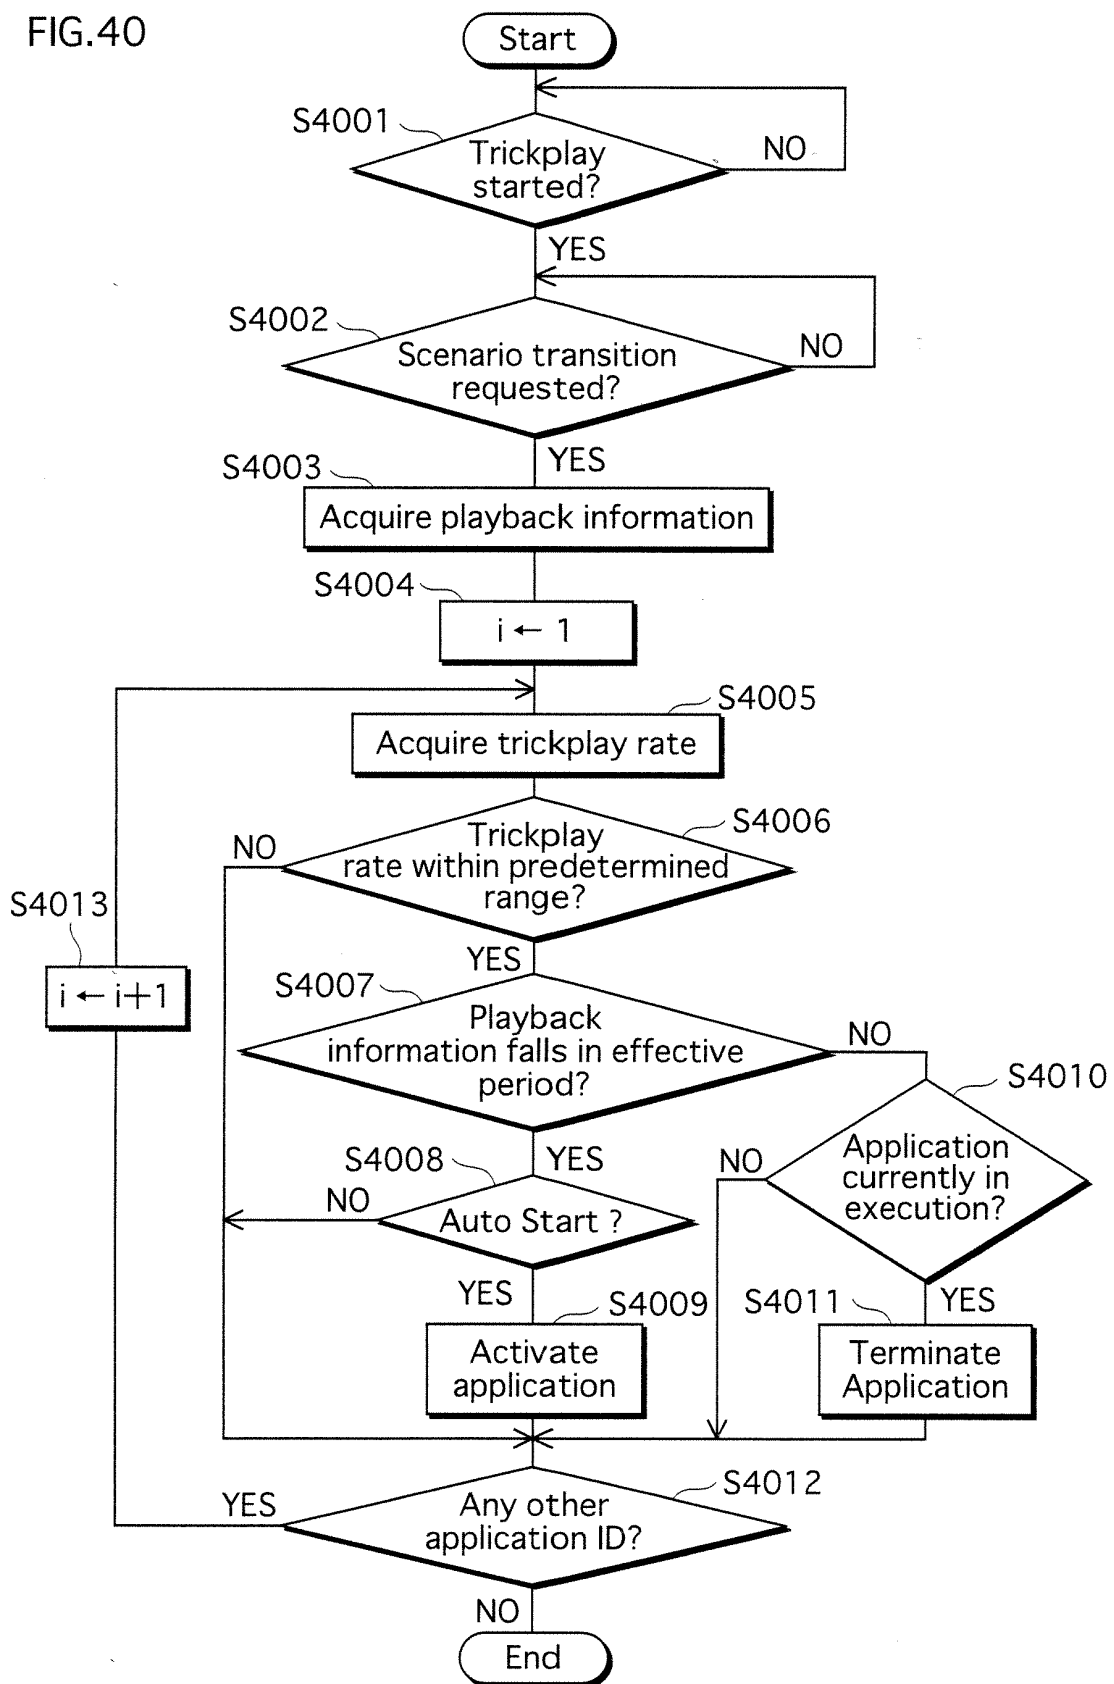 FIG.40
Start
S4001
Trickplay
started?
NO
YES
S4002
Scenario transition
requested?
NO
YES
S4003
Acquire playback information
S4004
i ← 1
S4005
Acquire trickplay rate
S4006
Trickplay
rate within predetermined
range?
NO
YES
S4013
i ← i+1
S4007
Playback
information falls in effective
period?
NO
YES
S4010
Application
currently in
execution?
NO
YES
S4008
Auto Start ?
NO
YES
S4009
Activate
application
S4011
Terminate
Application
S4012
Any other
application ID?
YES
NO
End